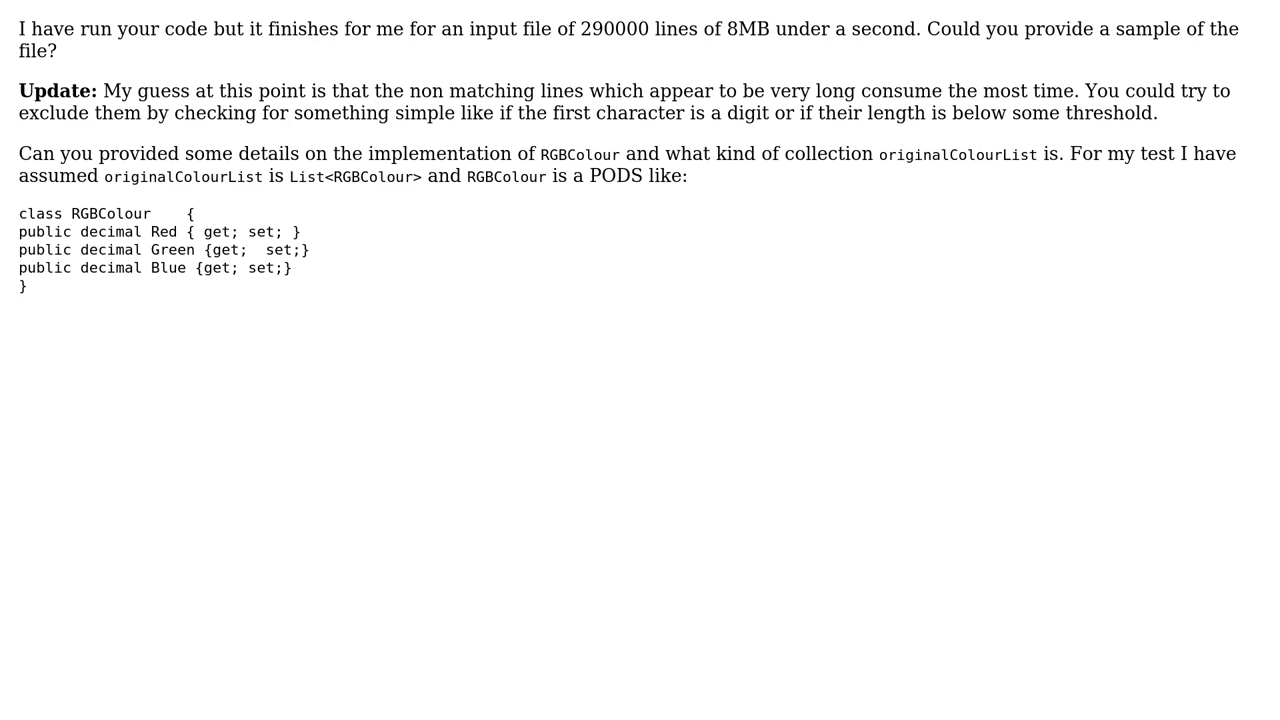 I have run your code but it finishes for me for an input file of 290000 lines of 8MB under a second. Could you provide a sample of the
file?
Update: My guess at this point is that the non matching lines which appear to be very long consume the most time. You could try to
exclude them by checking for something simple like if the first character is a digit or if their length is below some threshold.
Can you provided some details on the implementation of RGBColour and what kind of collection originalColourList is. For my test I have
assumed originalColourList is List<RGBColour> and RGBColour is a PODS like:
class RGBColour    {
public decimal Red { get; set; }
public decimal Green {get;  set;}
public decimal Blue {get; set;}
}